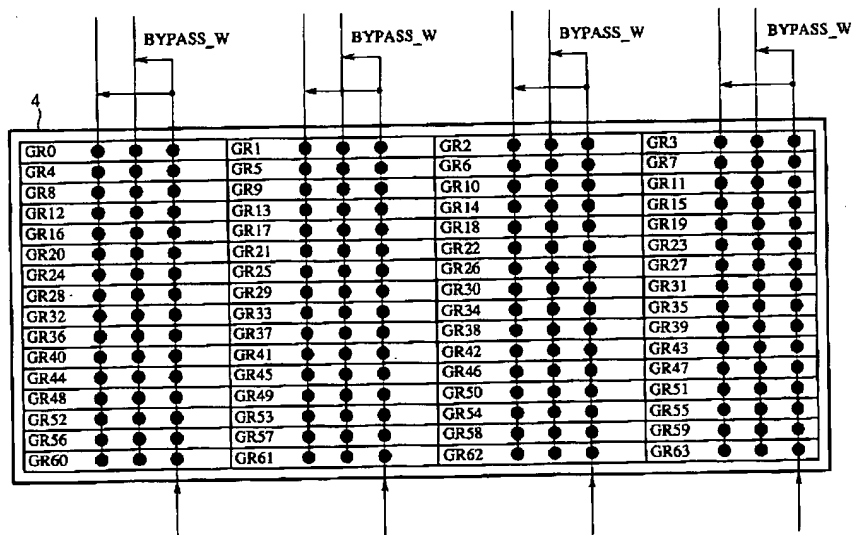 BYPASS_W BYPASS_W BYPASS_W BYPASS_W
4
GR0 GR1 GR2 GR3
GR4 GR5 GR6 GR7
GR8 GR9 GR10 GR11
GR12 GR13 GR14 GR15
GR16 GR17 GR18 GR19
GR20 GR21 GR22 GR23
GR24 GR25 GR26 GR27
GR28 GR29 GR30 GR31
GR32 GR33 GR34 GR35
GR36 GR37 GR38 GR39
GR40 GR41 GR42 GR43
GR44 GR45 GR46 GR47
GR48 GR49 GR50 GR51
GR52 GR53 GR54 GR55
GR56 GR57 GR58 GR59
GR60 GR61 GR62 GR63